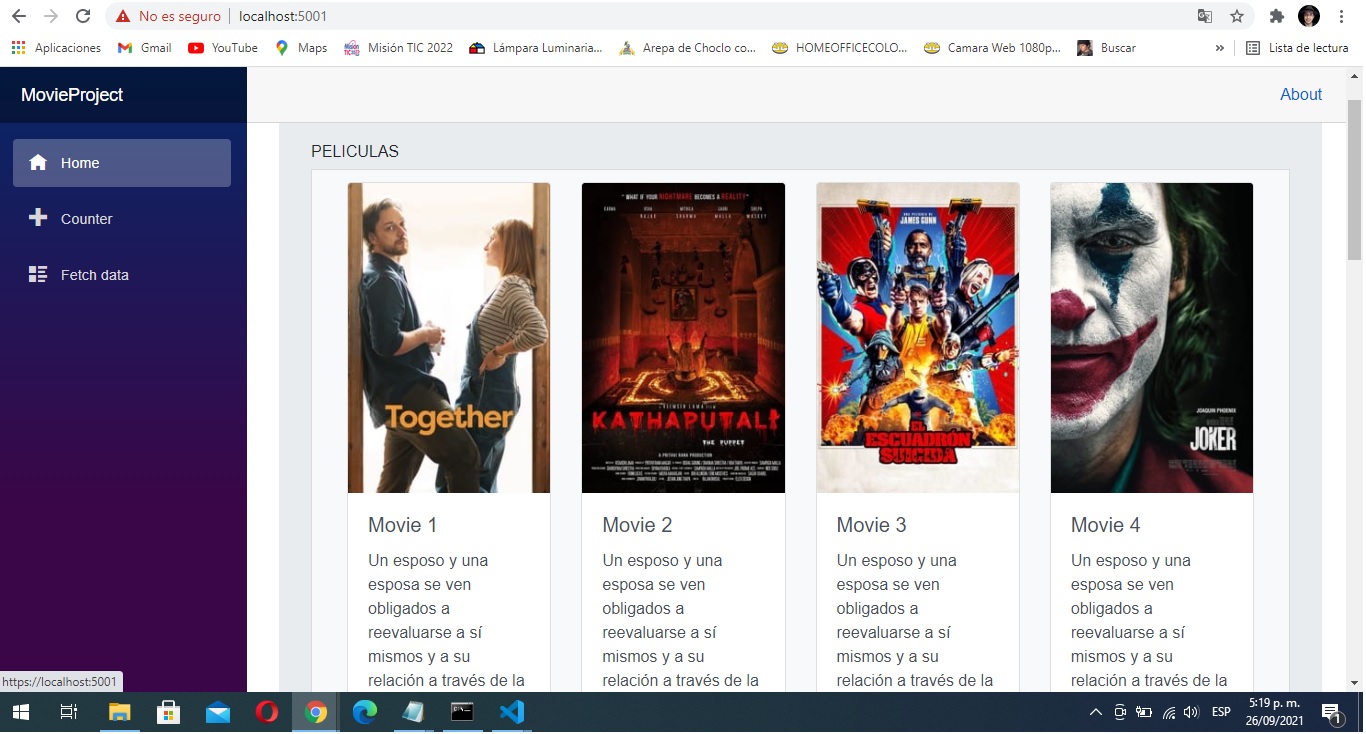 No es seguro localhost:5001
Aplicaciones Gmail YouTube Maps Misión TIC 2022 Lámpara Luminaria... Arepa de Choclo co... HOMEOFFICECOLO... Camara Web 1080p... Buscar » Lista de lectura
MovieProject
About
Home
Counter
Fetch data
PELICULAS
Together
"WHAT IF YOUR NIGHTMARE BECOMES A REALITY"
KATHAPUTALI
THE PUPPET
JAMES GUNN
EL
ESCUADRÓN
SUICIDA
JOAQUIN PHOENIX
JOKER
Movie 1
Un esposo y una
esposa se ven
obligados a
reevaluarse a sí
mismos y a su
relación a través de la
Movie 2
Un esposo y una
esposa se ven
obligados a
reevaluarse a sí
mismos y a su
relación a través de la
Movie 3
Un esposo y una
esposa se ven
obligados a
reevaluarse a sí
mismos y a su
relación a través de la
Movie 4
Un esposo y una
esposa se ven
obligados a
reevaluarse a sí
mismos y a su
relación a través de la
https://localhost:5001
ESP
5:19 p. m.
26/09/2021
1